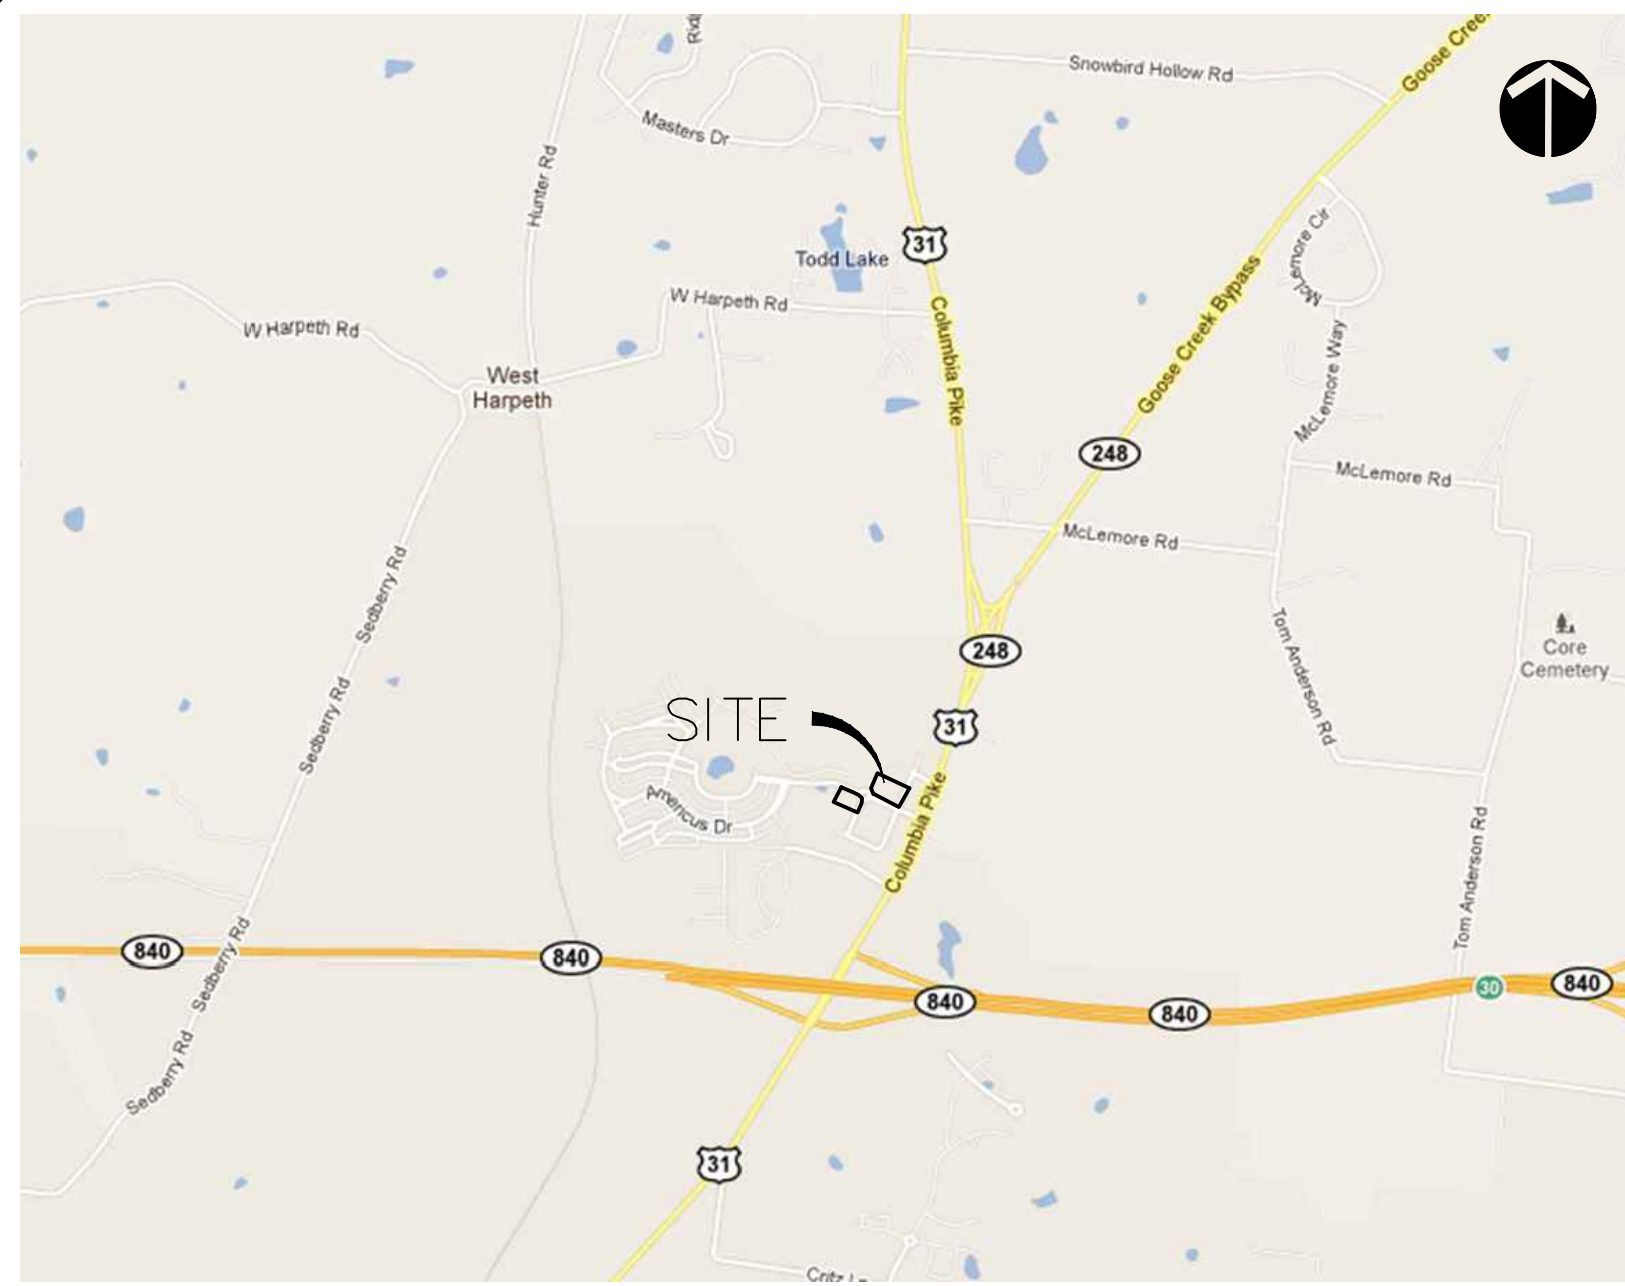 Snowbird Hollow Rd
Masters Dr
Hunter Rd
31
Todd Lake
McLemore Cir
W Harpeth Rd
W Harpeth Rd
Columbia Pike
Goose Creek Bypass
McLemore Way
West
Harpeth
248
McLemore Rd
McLemore Rd
Sedberry Rd
248
Core
Cemetery
Tom Anderson Rd
SITE
31
Sedberry Rd
Americus Dr
Columbia Pike
Tom Anderson Rd
840
840
Sedberry Rd
840
840
30
840
Sedberry Rd
31